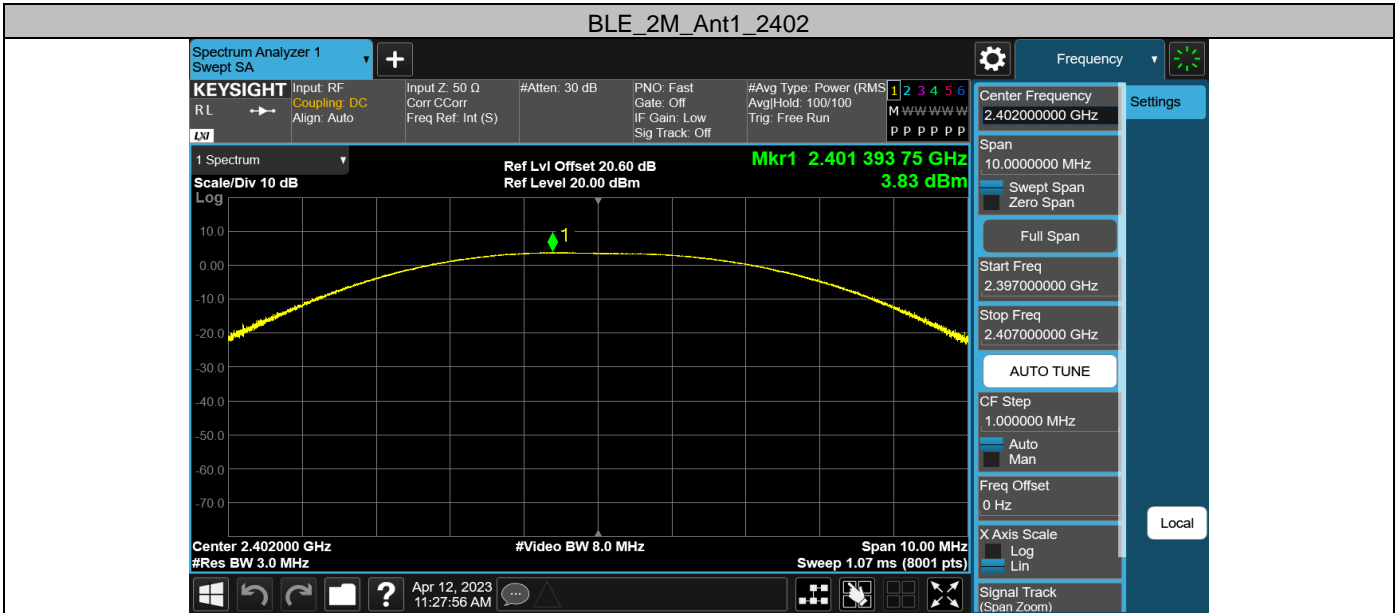 BLE_2M_Ant1_2402
Spectrum Analyzer 1
Swept SA
+
Frequency
KEYSIGHT
RL
LXI
Input: RF
Coupling: DC
Align: Auto
Input Z: 50 Ω
Corr CCorr
Freq Ref: Int (S)
#Atten: 30 dB
PNO: Fast
Gate: Off
IF Gain: Low
Sig Track: Off
#Avg Type: Power (RMS
Avg|Hold: 100/100
Trig: Free Run
1 2 3 4 5 6
M W W W W W
P P P P P P
Center Frequency
2.402000000 GHz
Settings
Span
10.0000000 MHz
Swept Span
Zero Span
Full Span
Start Freq
2.397000000 GHz
Stop Freq
2.407000000 GHz
AUTO TUNE
CF Step
1.000000 MHz
Auto
Man
Freq Offset
0 Hz
X Axis Scale
Log
Lin
Signal Track
(Span Zoom)
Local
1 Spectrum
Scale/Div 10 dB
Ref Lvl Offset 20.60 dB
Ref Level 20.00 dBm
Mkr1 2.401 393 75 GHz
3.83 dBm
Log
10.0
0.00
-10.0
-20.0
-30.0
-40.0
-50.0
-60.0
-70.0
1
Center 2.402000 GHz
#Video BW 8.0 MHz
Span 10.00 MHz
#Res BW 3.0 MHz
Sweep 1.07 ms (8001 pts)
?
Apr 12, 2023
11:27:56 AM